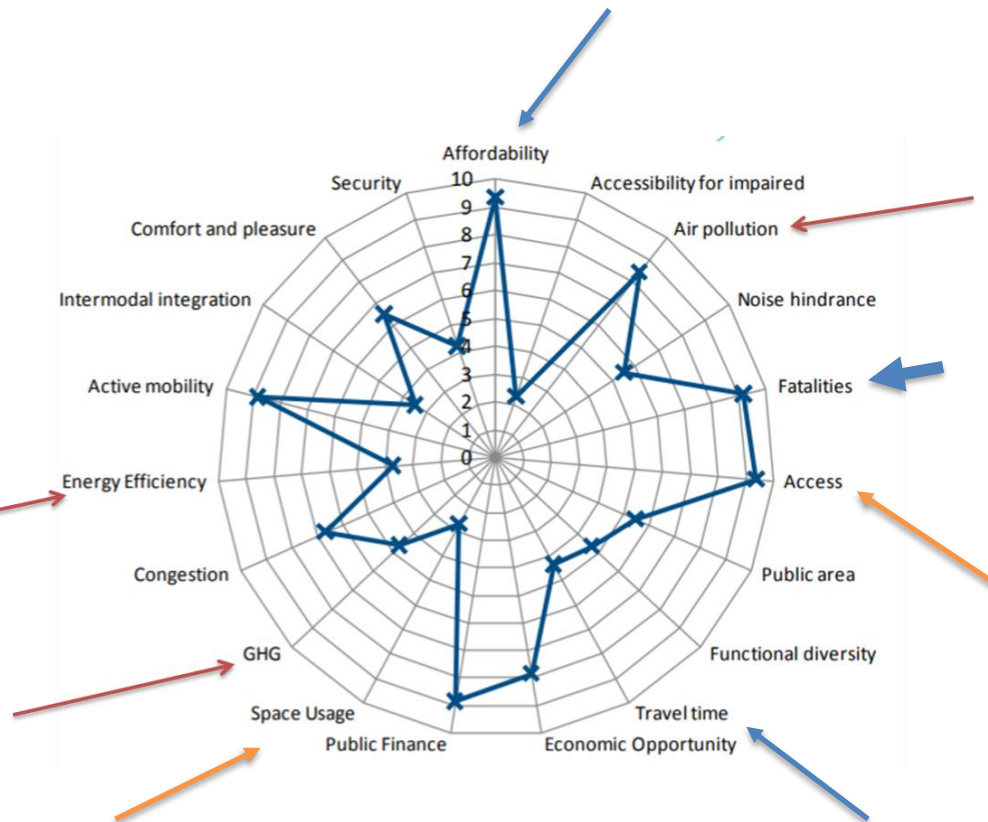 Affordability
Security
Accessibility for impaired
Comfort and pleasure
Air pollution
Intermodal integration
Noise hindrance
Active mobility
Fatalities
Energy Efficiency
Access
Congestion
Public area
GHG
Functional diversity
Space Usage
Travel time
Public Finance
Economic Opportunity
10
9
8
7
6
5
4
3
2
1
0